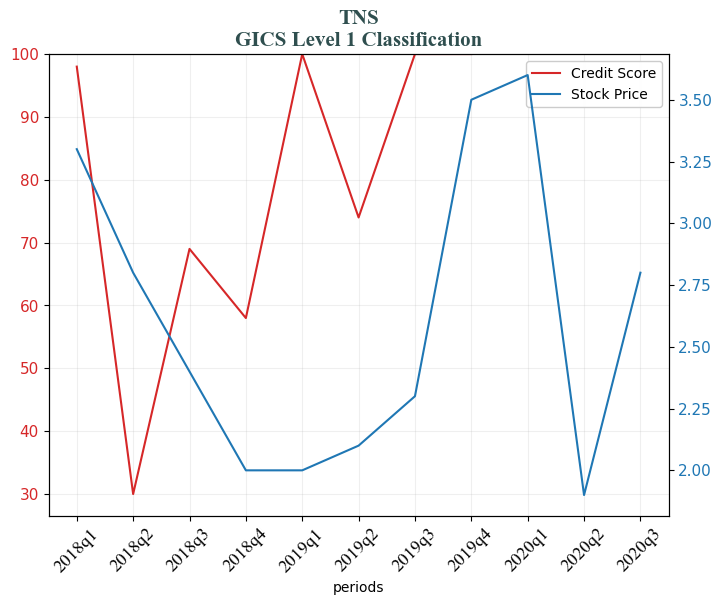 TNS
GICS Level 1 Classification
Credit Score
Stock Price
100
90
80
70
60
50
40
30
3.50
3.25
3.00
2.75
2.50
2.25
2.00
2018q1
2018q2
2018q3
2018q4
2019q1
2019q2
2019q3
2019q4
2020q1
2020q2
2020q3
periods